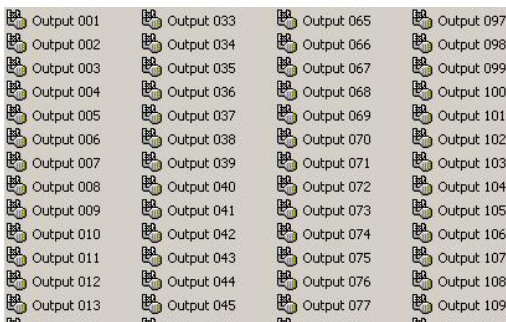 Output 001 Output 033 Output 065 Output 097
Output 002 Output 034 Output 066 Output 098
Output 003 Output 035 Output 067 Output 099
Output 004 Output 036 Output 068 Output 100
Output 005 Output 037 Output 069 Output 101
Output 006 Output 038 Output 070 Output 102
Output 007 Output 039 Output 071 Output 103
Output 008 Output 040 Output 072 Output 104
Output 009 Output 041 Output 073 Output 105
Output 010 Output 042 Output 074 Output 106
Output 011 Output 043 Output 075 Output 107
Output 012 Output 044 Output 076 Output 108
Output 013 Output 045 Output 077 Output 109